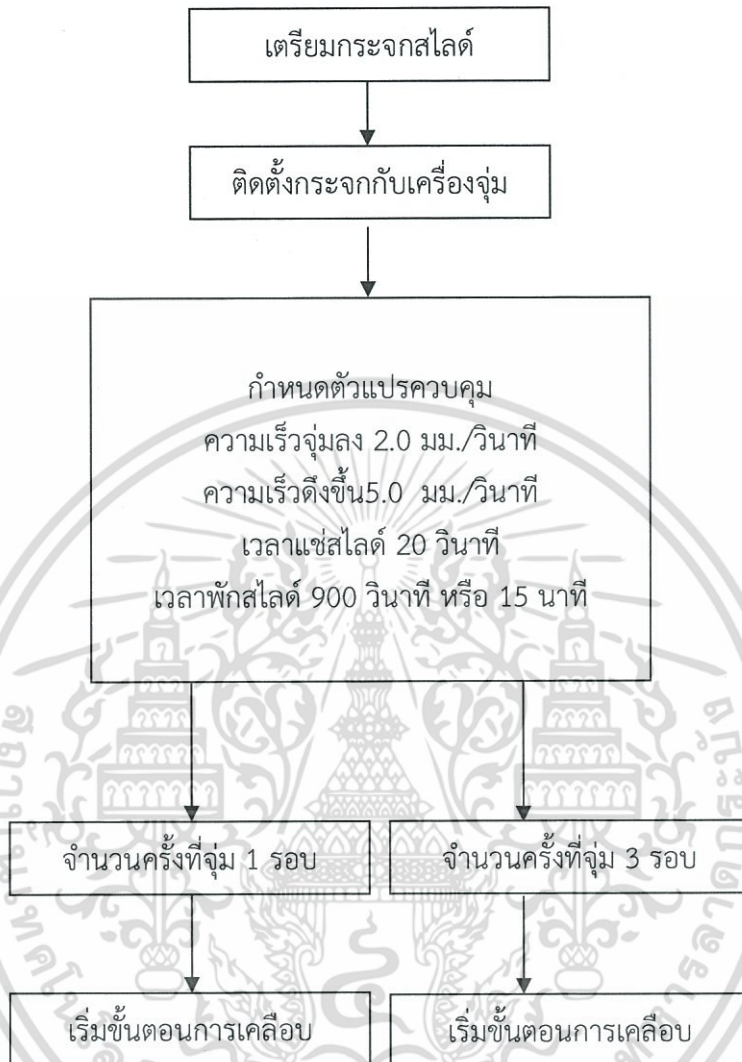 เตรียมกระจกสไลด์
ติดตั้งกระจกกับเครื่องจุ่ม
กำหนดตัวแปรควบคุม
ความเร็วจุ่มลง 2.0 มม./วินาที
ความเร็วดึงขึ้น5.0 มม./วินาที
เวลาแช่สไลด์ 20 วินาที
เวลาพักสไลด์ 900 วินาที หรือ 15 นาที
จำนวนครั้งที่จุ่ม 1 รอบ
จำนวนครั้งที่จุ่ม 3 รอบ
เริ่มขั้นตอนการเคลือบ
เริ่มขั้นตอนการเคลือบ